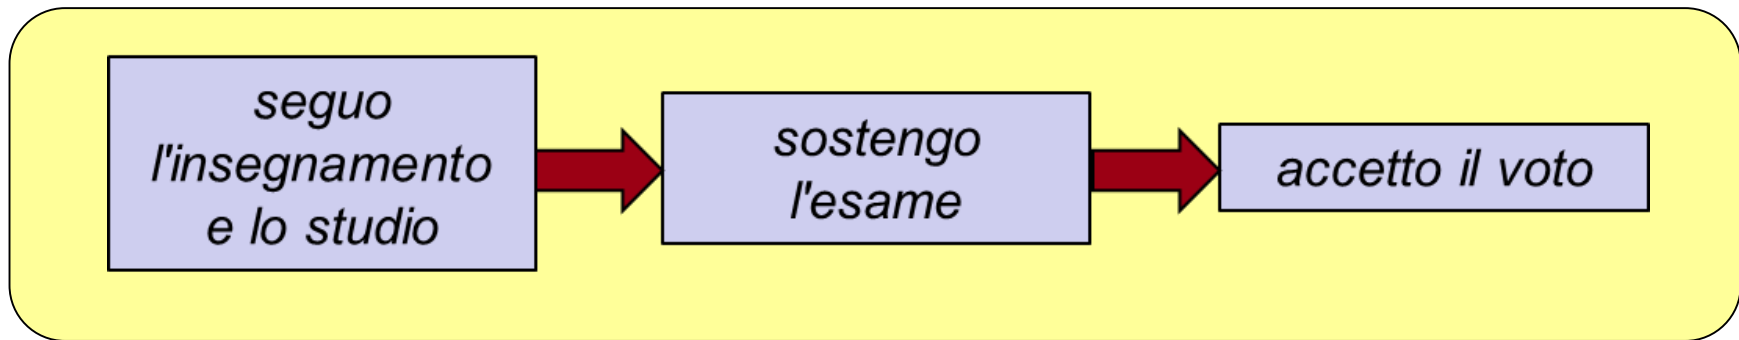 seguo
l'insegnamento
e lo studio
sostengo
l'esame
accetto il voto